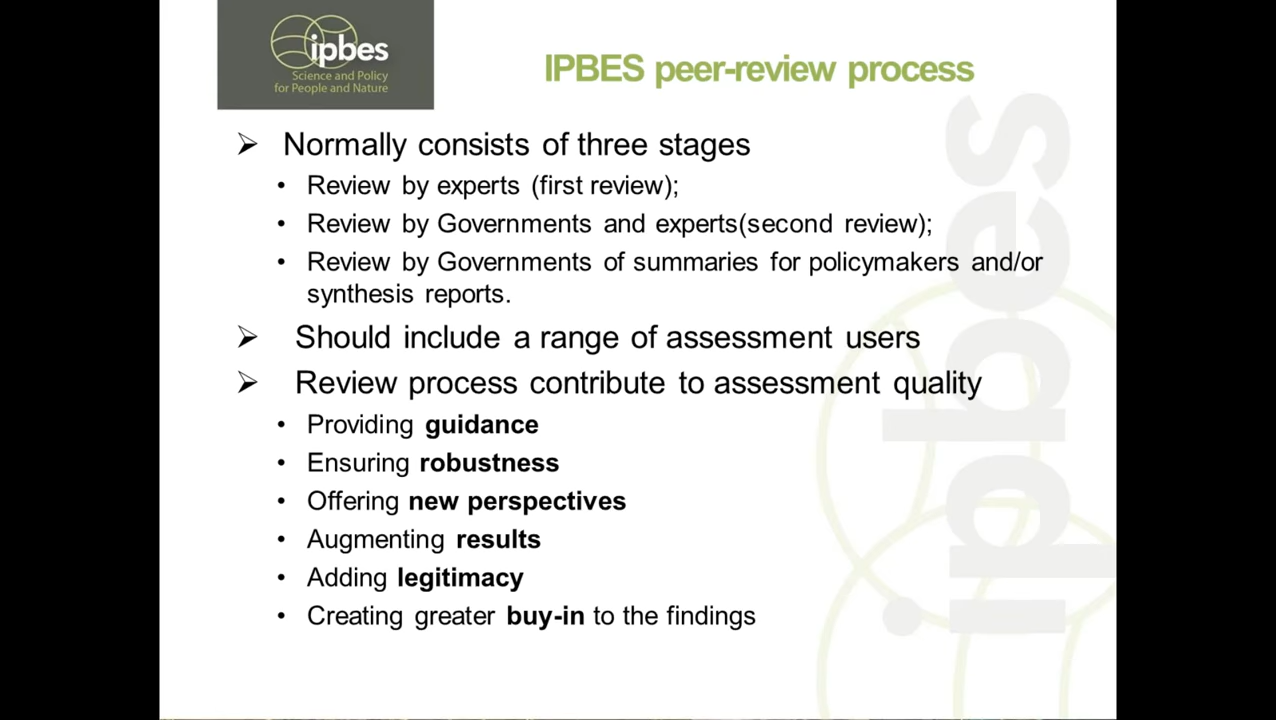 ipbes
Science and Policy
for People and Nature
IPBES peer-review process
➢ Normally consists of three stages
• Review by experts (first review);
• Review by Governments and experts(second review);
• Review by Governments of summaries for policymakers and/or
synthesis reports.
➢ Should include a range of assessment users
➢ Review process contribute to assessment quality
• Providing guidance
• Ensuring robustness
• Offering new perspectives
• Augmenting results
• Adding legitimacy
• Creating greater buy-in to the findings
ipbes